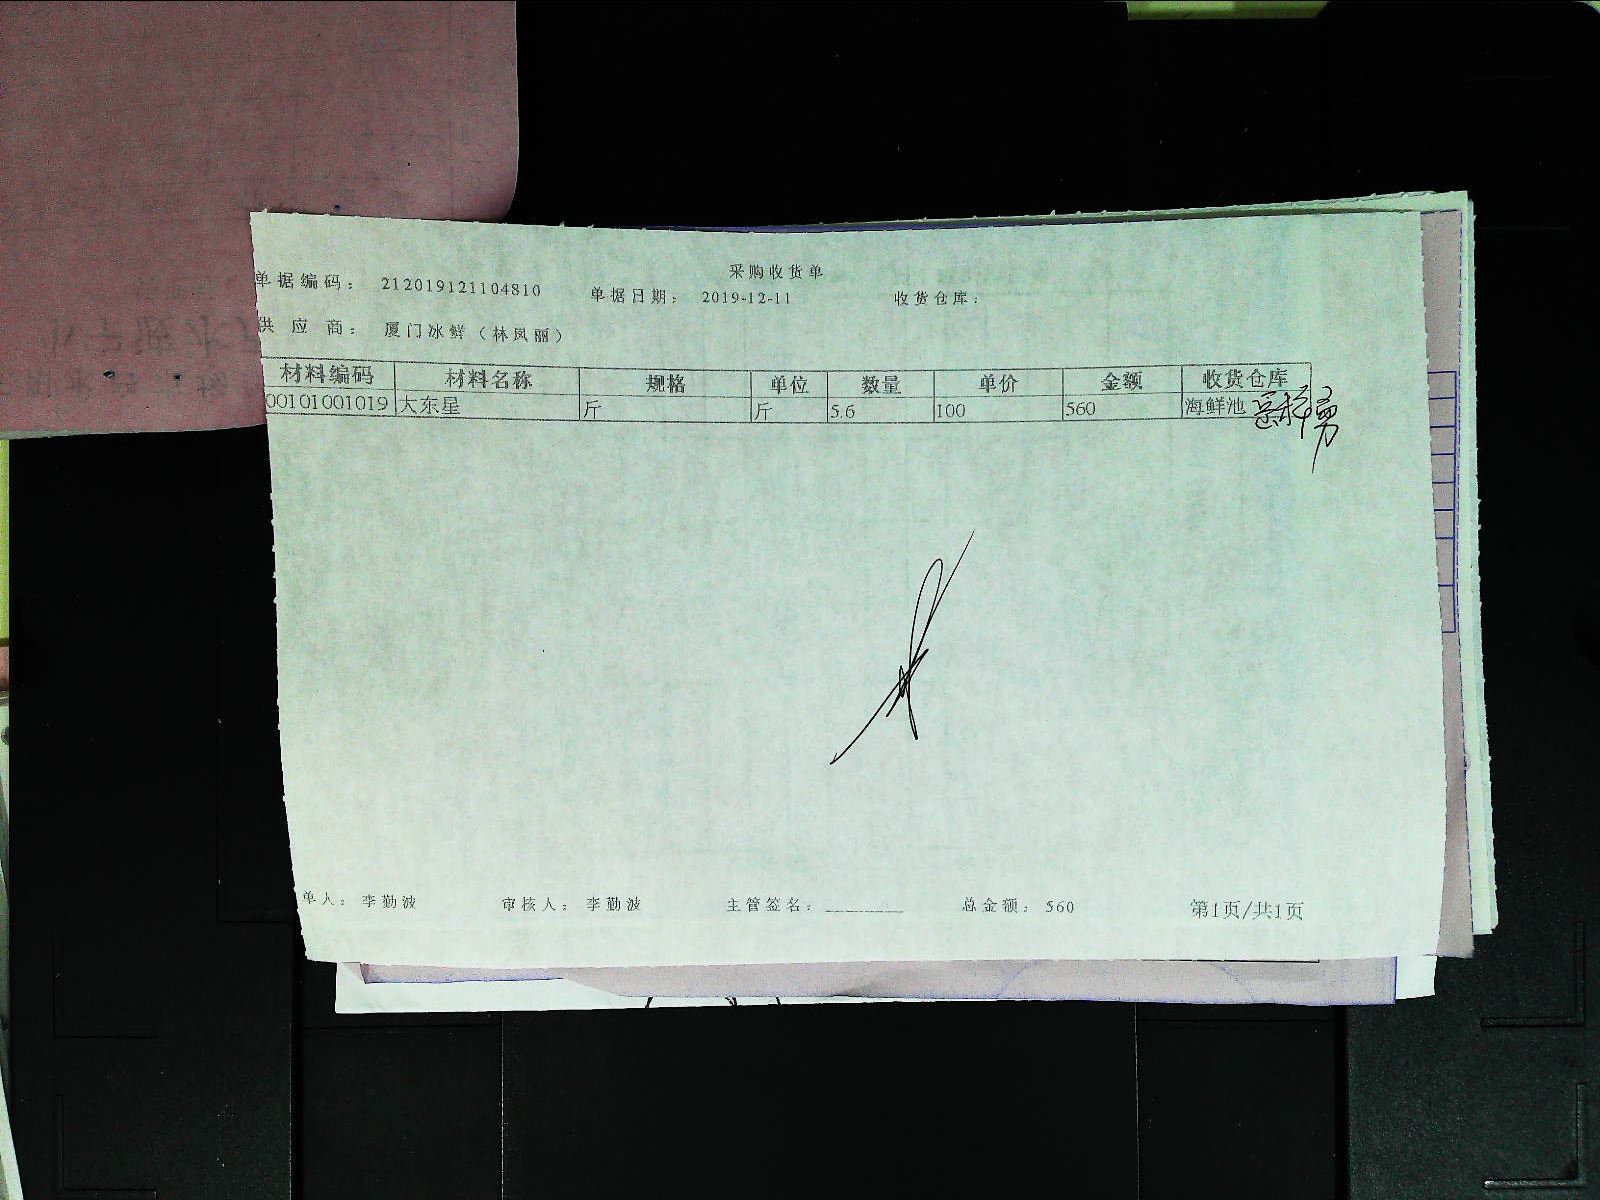 采购收货单
单据编码： 212019121104810 单据日期： 2019-12-11 收货仓库：
供 应 商： 厦门冰鲜（林凤丽）
材料编码 材料名称 规格 单位 数量 单价 金额 收货仓库
00101001019 大东星 斤 斤 5.6 100 560 海鲜池
单人： 李勤波 审核人： 李勤波 主管签名： 总金额： 560 第1页/共1页